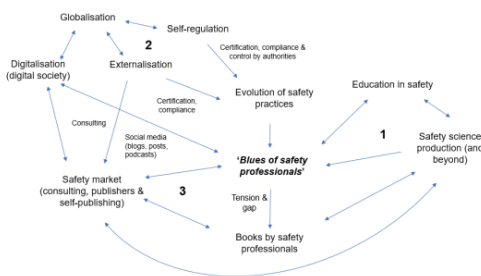 Globalisation
Self-regulation
2
Certification, compliance &
control by authorities
Digitalisation
(digital society)
Externalisation
Education in safety
Certification,
compliance
Evolution of safety
practices
Consulting
1
Social media
(blogs, posts,
podcasts)
Safety science
production (and
beyond)
'Blues of safety
professionals'
Safety market
(consulting, publishers &
self-publishing)
3
Tension &
gap
Books by safety
professionals